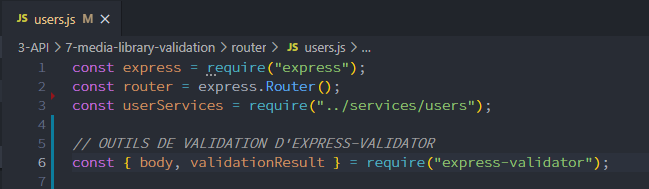 JS users.js M ×
3-API > 7-media-library-validation > router > JS users.js > ...
1 const express = require("express");
2 const router = express.Router();
3 const userServices = require("../services/users");
4
5 // OUTILS DE VALIDATION D'EXPRESS-VALIDATOR
6 const { body, validationResult } = require("express-validator");
7